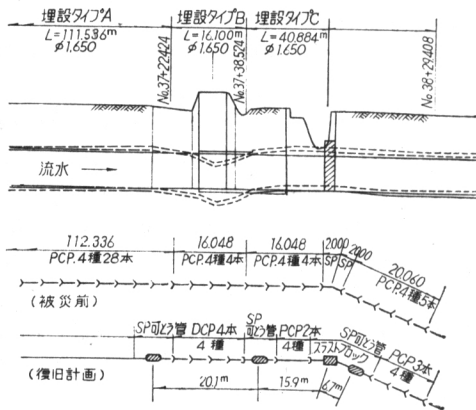 埋設タイプA
L=111.536m
φ1,650
埋設タイプB
L=16.100m
φ1,650
埋設タイプC
L=40.884m
φ1,650
No.37+22424
No.37+38,524
No.38+29408
流水
112.336
PCP.4種28本
16.048
PCP.4種4本
16.048
PCP.4種4本
2000
SP
2000
SP
20.060
PCP.4種5本
(被災前)
SP可とう管
DCP4本
4種
SP
可とう管
PCP2本
4種
スラストブロック
SP可とう管
PCP3本
4種
(復旧計画)
20.1m
15.9m
6.7m